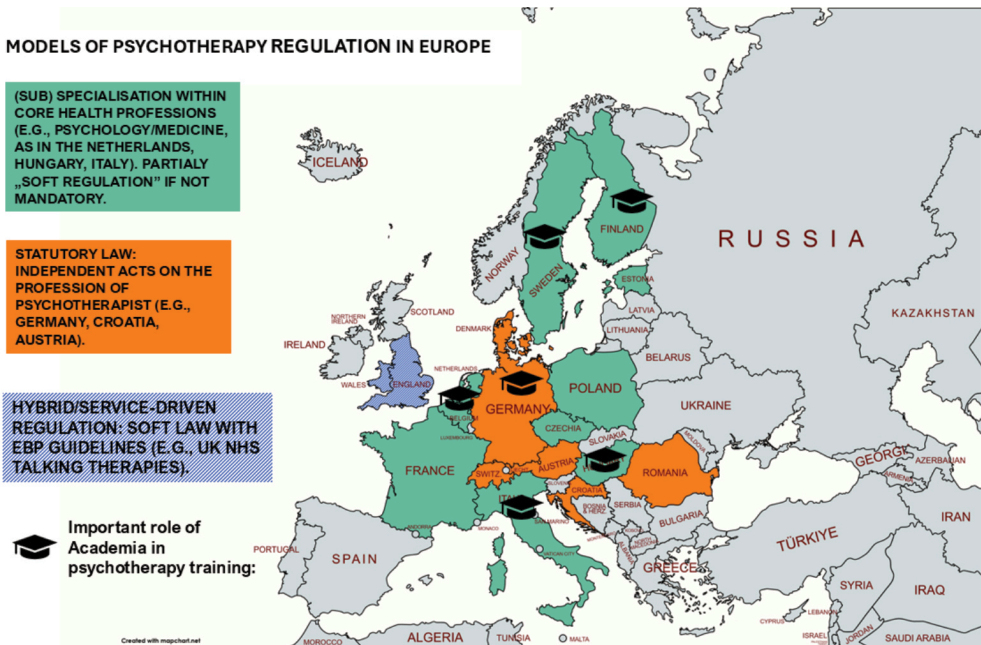 MODELS OF PSYCHOTHERAPY REGULATION IN EUROPE
(SUB) SPECIALISATION WITHIN
CORE HEALTH PROFESSIONS
(E.G., PSYCHOLOGY/MEDICINE,
AS IN THE NETHERLANDS,
HUNGARY, ITALY). PARTIALY
„SOFT REGULATION” IF NOT
MANDATORY.
STATUTORY LAW:
INDEPENDENT ACTS ON THE
PROFESSION OF
PSYCHOTHERAPIST (E.G.,
GERMANY, CROATIA,
AUSTRIA).
HYBRID/SERVICE-DRIVEN
REGULATION: SOFT LAW WITH
EBP GUIDELINES (E.G., UK NHS
TALKING THERAPIES).
Important role of
Academia in
psychotherapy training:
ICELAND
NORWAY
SWEDEN
FINLAND
RUSSIA
ESTONIA
LATVIA
LITHUANIA
BELARUS
KAZAKHSTAN
SCOTLAND
NORTHERN
IRELAND
IRELAND
WALES
ENGLAND
DENMARK
NETHERLANDS
BELGIUM
LUXEMBOURG
GERMANY
POLAND
CZECHIA
SLOVAKIA
UKRAINE
MOLDOVA
FRANCE
SWITZ
AUSTRIA
ROMANIA
CROATIA
BOSNIA
& HERZ
SERBIA
BULGARIA
GEORGI
ARMENIA
AZERBAIJAN
ANDORRA
MONACO
SAN MARINO
VATICAN CITY
PORTUGAL
SPAIN
ALBANIA
GREECE
TÜRKIYE
IRAN
SYRIA
IRAQ
CYPRUS
LEBANON
ISRAEL
JORDAN
SAUDI ARABIA
MOROCCO
ALGERIA
TUNISIA
MALTA
Created with mapchart.net